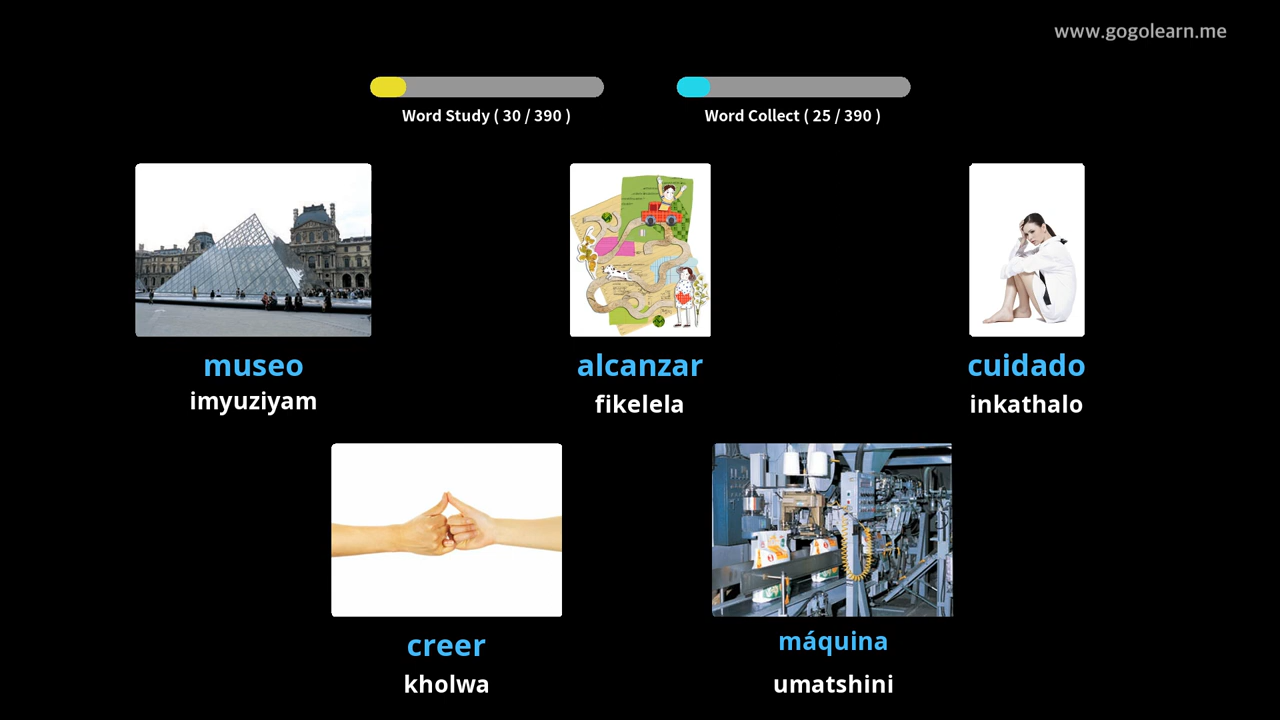 www.gogolearn.me
Word Study ( 30 / 390 )
Word Collect ( 25 / 390 )
museo
imyuziyam
alcanzar
fikelela
cuidado
inkathalo
creer
kholwa
máquina
umatshini